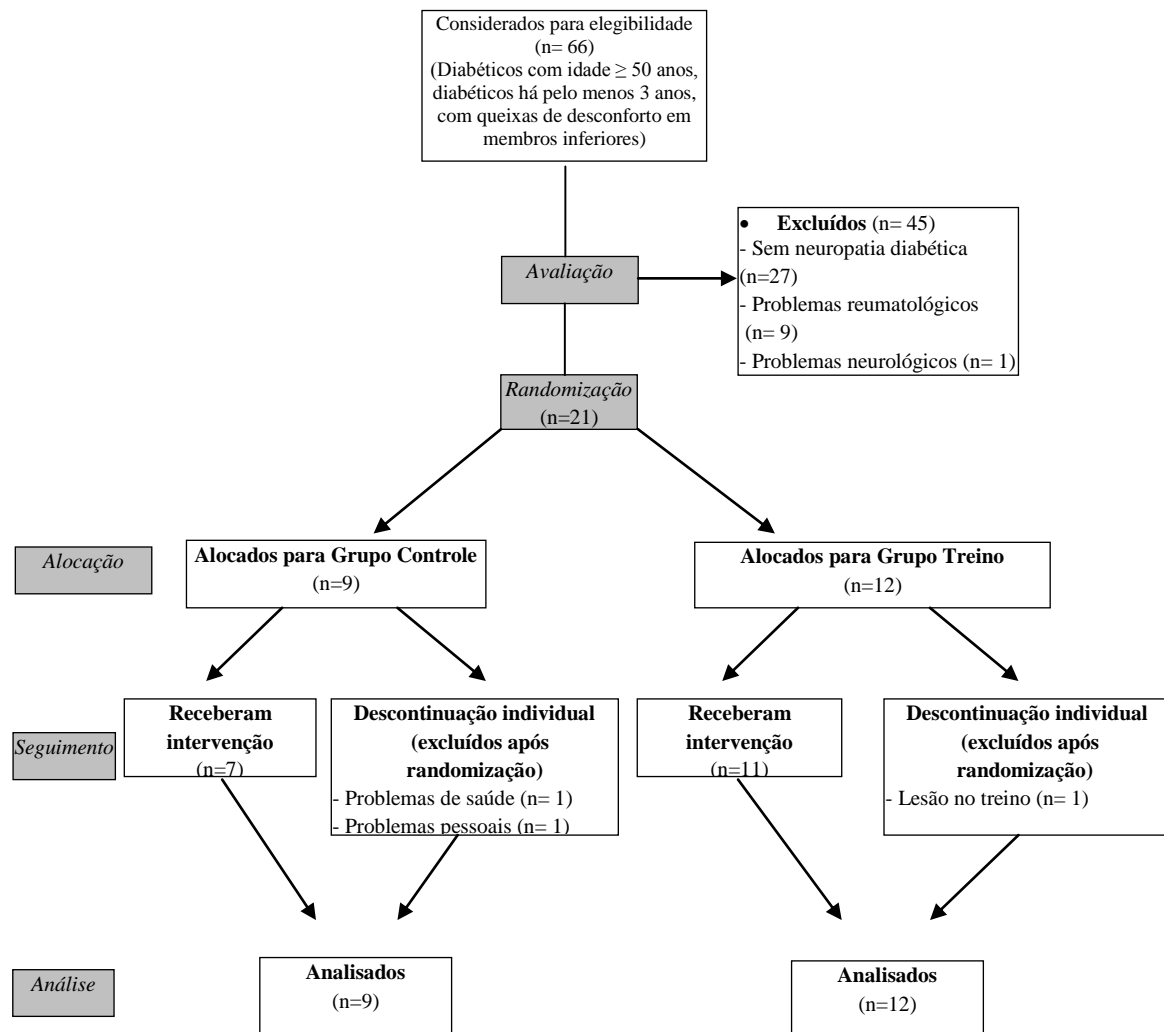 Considerados para elegibilidade
(n= 66)
(Diabéticos com idade ≥ 50 anos,
diabéticos há pelo menos 3 anos,
com queixas de desconforto em
membros inferiores)
• Excluídos (n= 45)
- Sem neuropatia diabética
(n=27)
- Problemas reumatológicos
(n= 9)
- Problemas neurológicos (n= 1)
Avaliação
Randomização
(n=21)
Alocação
Alocados para Grupo Controle
(n=9)
Alocados para Grupo Treino
(n=12)
Seguimento
Receberam
intervenção
(n=7)
Descontinuação individual
(excluídos após
randomização)
- Problemas de saúde (n= 1)
- Problemas pessoais (n= 1)
Receberam
intervenção
(n=11)
Descontinuação individual
(excluídos após
randomização)
- Lesão no treino (n= 1)
Análise
Analisados
(n=9)
Analisados
(n=12)